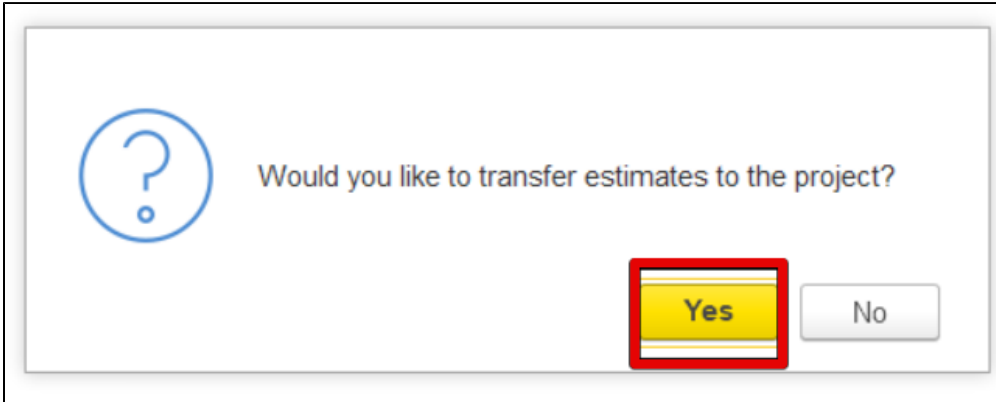 Would you like to transfer estimates to the project?
Yes
No